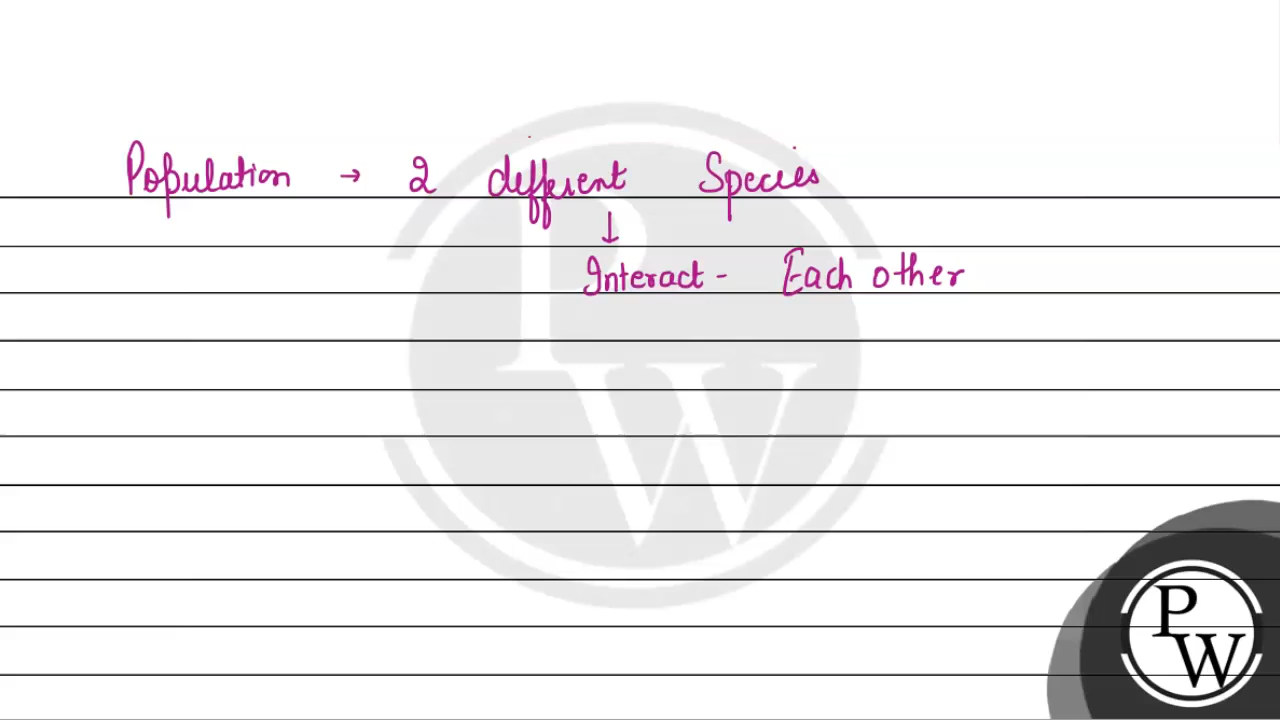 Population → 2 different Species
↓
Interact - Each other
P
W
P
W